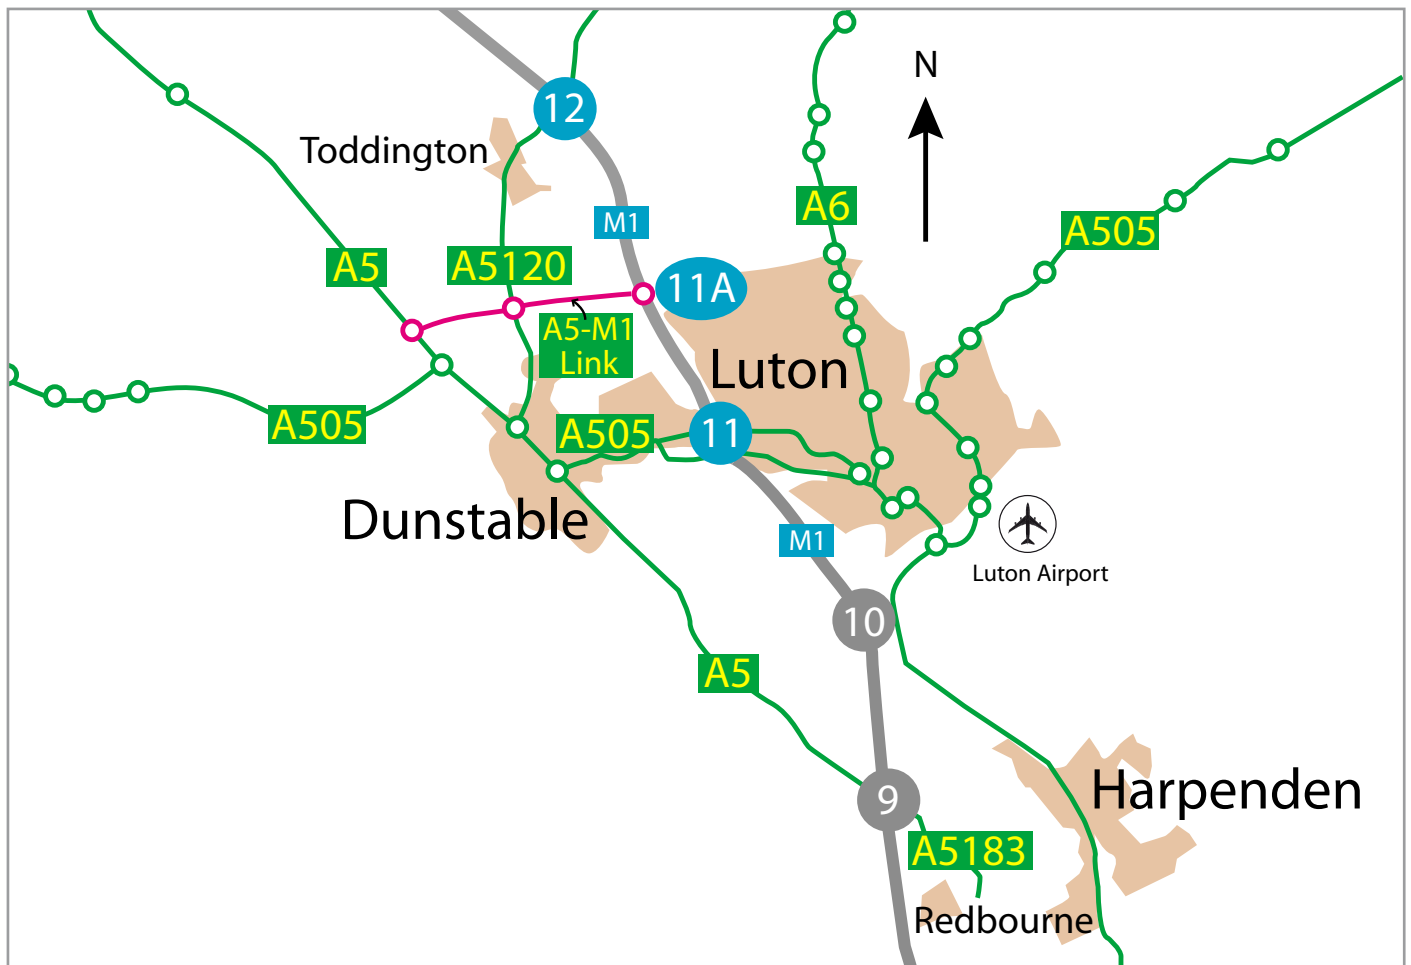 N
12
Toddington
M1
A6
A505
A5
A5120
11A
A5-M1
Link
Luton
A505
A505
11
Dunstable
M1
Luton Airport
10
A5
Harpenden
9
A5183
Redbourne